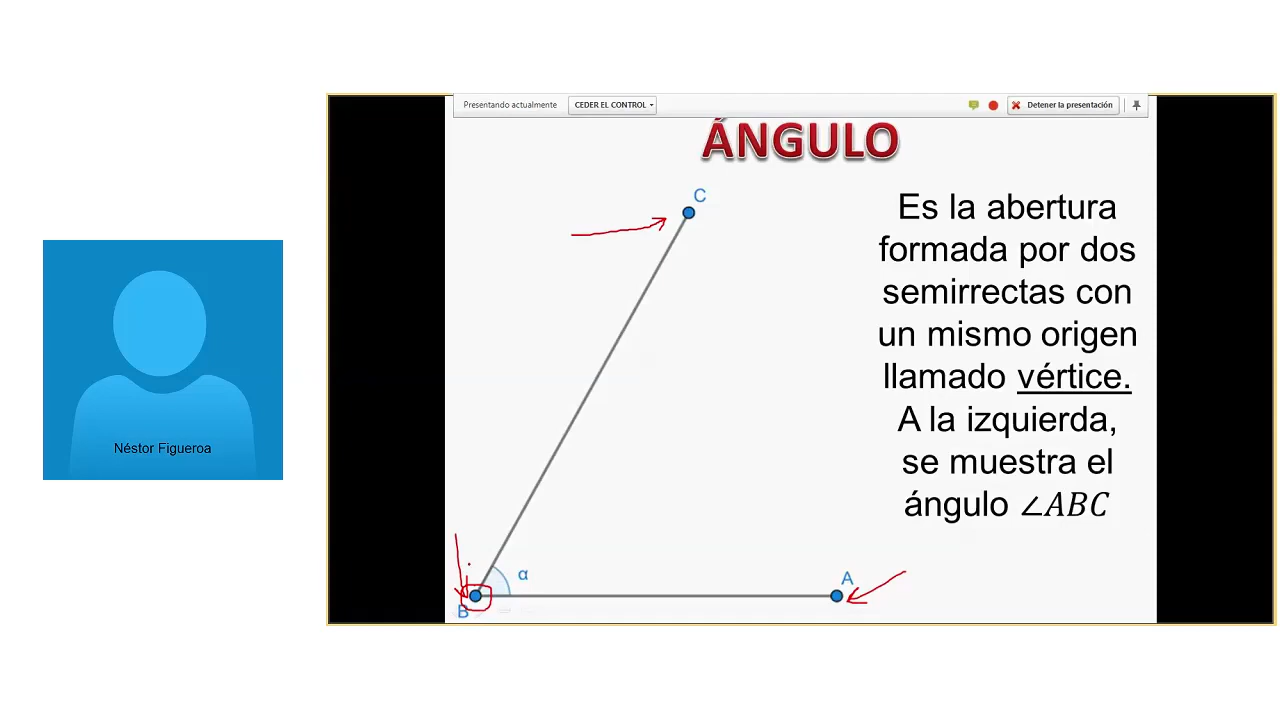 Presentando actualmente
CEDER EL CONTROL
Detener la presentación
ÁNGULO
C
Es la abertura
formada por dos
semirrectas con
un mismo origen
llamado vértice.
A la izquierda,
se muestra el
ángulo ∠ABC
Néstor Figueroa
α
A
B